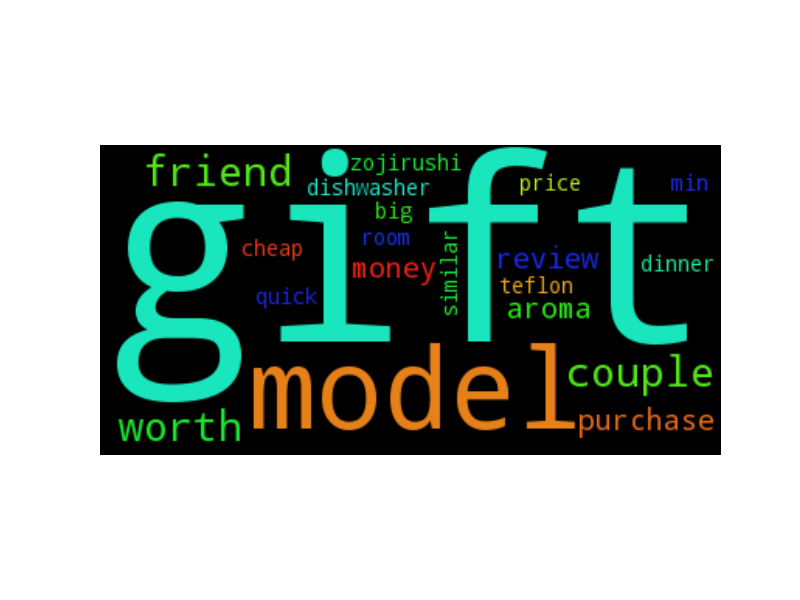 friend
zojirushi
dishwasher
price
min
big
gift
room
cheap
similar
money
review
dinner
quick
teflon
aroma
model
couple
worth
purchase